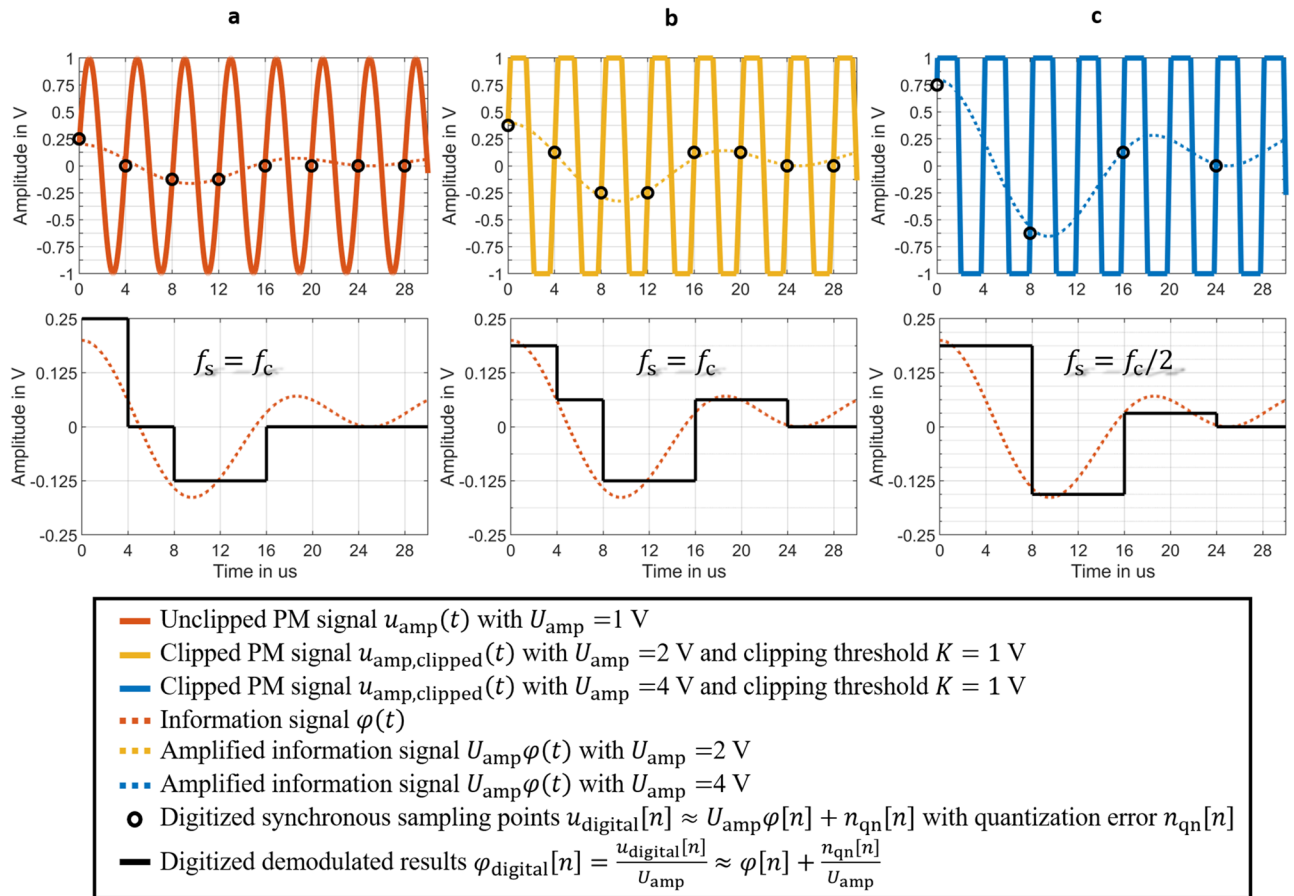 a
b
c
Amplitude in V
1
0.75
0.5
0.25
0
-0.25
-0.5
-0.75
-1
0 4 8 12 16 20 24 28
Amplitude in V
1
0.75
0.5
0.25
0
-0.25
-0.5
-0.75
-1
0 4 8 12 16 20 24 28
Amplitude in V
1
0.75
0.5
0.25
0
-0.25
-0.5
-0.75
-1
0 4 8 12 16 20 24 28
Amplitude in V
0.25
0.125
0
-0.125
-0.25
f_s = f_c
0 4 8 12 16 20 24 28
Time in us
Amplitude in V
0.25
0.125
0
-0.125
-0.25
f_s = f_c
0 4 8 12 16 20 24 28
Time in us
Amplitude in V
0.25
0.125
0
-0.125
-0.25
f_s = f_c/2
0 4 8 12 16 20 24 28
Time in us
Unclipped PM signal u_amp(t) with U_amp =1 V
Clipped PM signal u_amp,clipped(t) with U_amp =2 V and clipping threshold K = 1 V
Clipped PM signal u_amp,clipped(t) with U_amp =4 V and clipping threshold K = 1 V
Information signal φ(t)
Amplified information signal U_amp φ(t) with U_amp =2 V
Amplified information signal U_amp φ(t) with U_amp =4 V
Digitized synchronous sampling points u_digital[n] ≈ U_amp φ[n] + n_qn[n] with quantization error n_qn[n]
Digitized demodulated results φ_digital[n] = u_digital[n]/U_amp ≈ φ[n] + n_qn[n]/U_amp